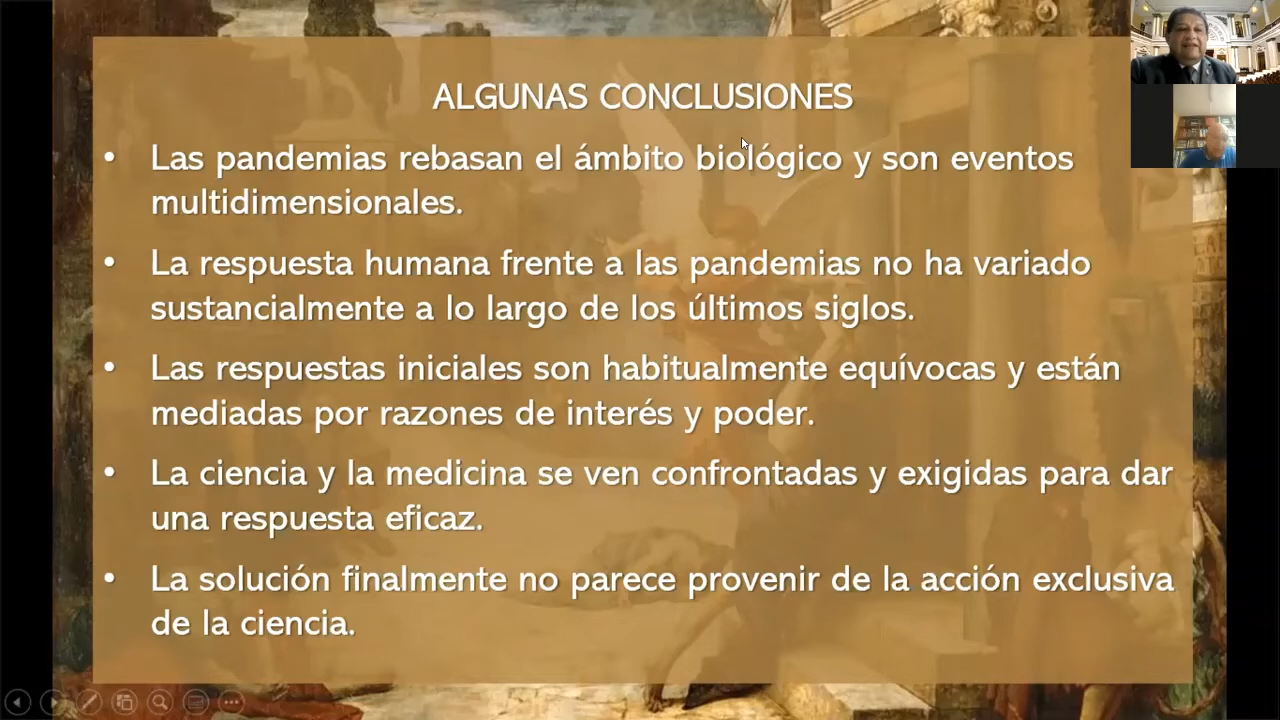 ALGUNAS CONCLUSIONES
• Las pandemias rebasan el ámbito biológico y son eventos
multidimensionales.
• La respuesta humana frente a las pandemias no ha variado
sustancialmente a lo largo de los últimos siglos.
• Las respuestas iniciales son habitualmente equívocas y están
mediadas por razones de interés y poder.
• La ciencia y la medicina se ven confrontadas y exigidas para dar
una respuesta eficaz.
• La solución finalmente no parece provenir de la acción exclusiva
de la ciencia.